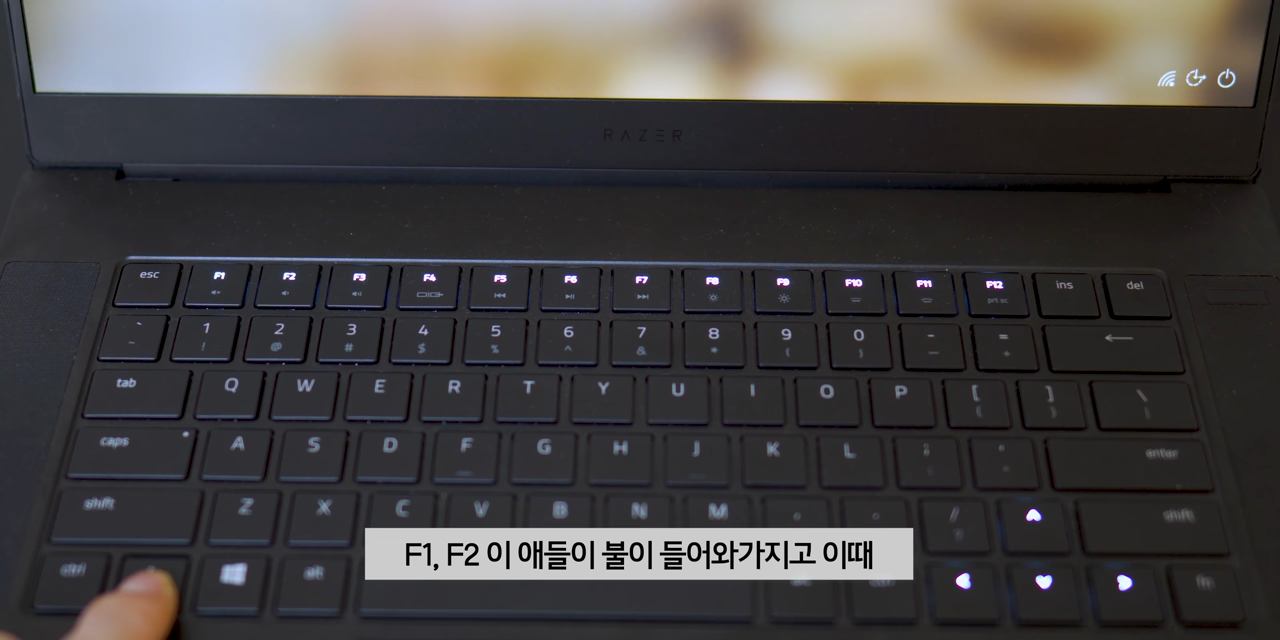 RAZER
esc F1 F2 F3 F4 F5 F6 F7 F8 F9 F10 F11 F12 ins del
prt sc
` 1 2 3 4 5 6 7 8 9 0 - =
~ ! @ # $ % ^ & * ( ) _ +
tab Q W E R T Y U I O P [ ] \
{ } |
caps A S D F G H J K L ; ' enter
shift Z X C V B N M / shift
ctrl alt fn
F1, F2 이 애들이 불이 들어와가지고 이때